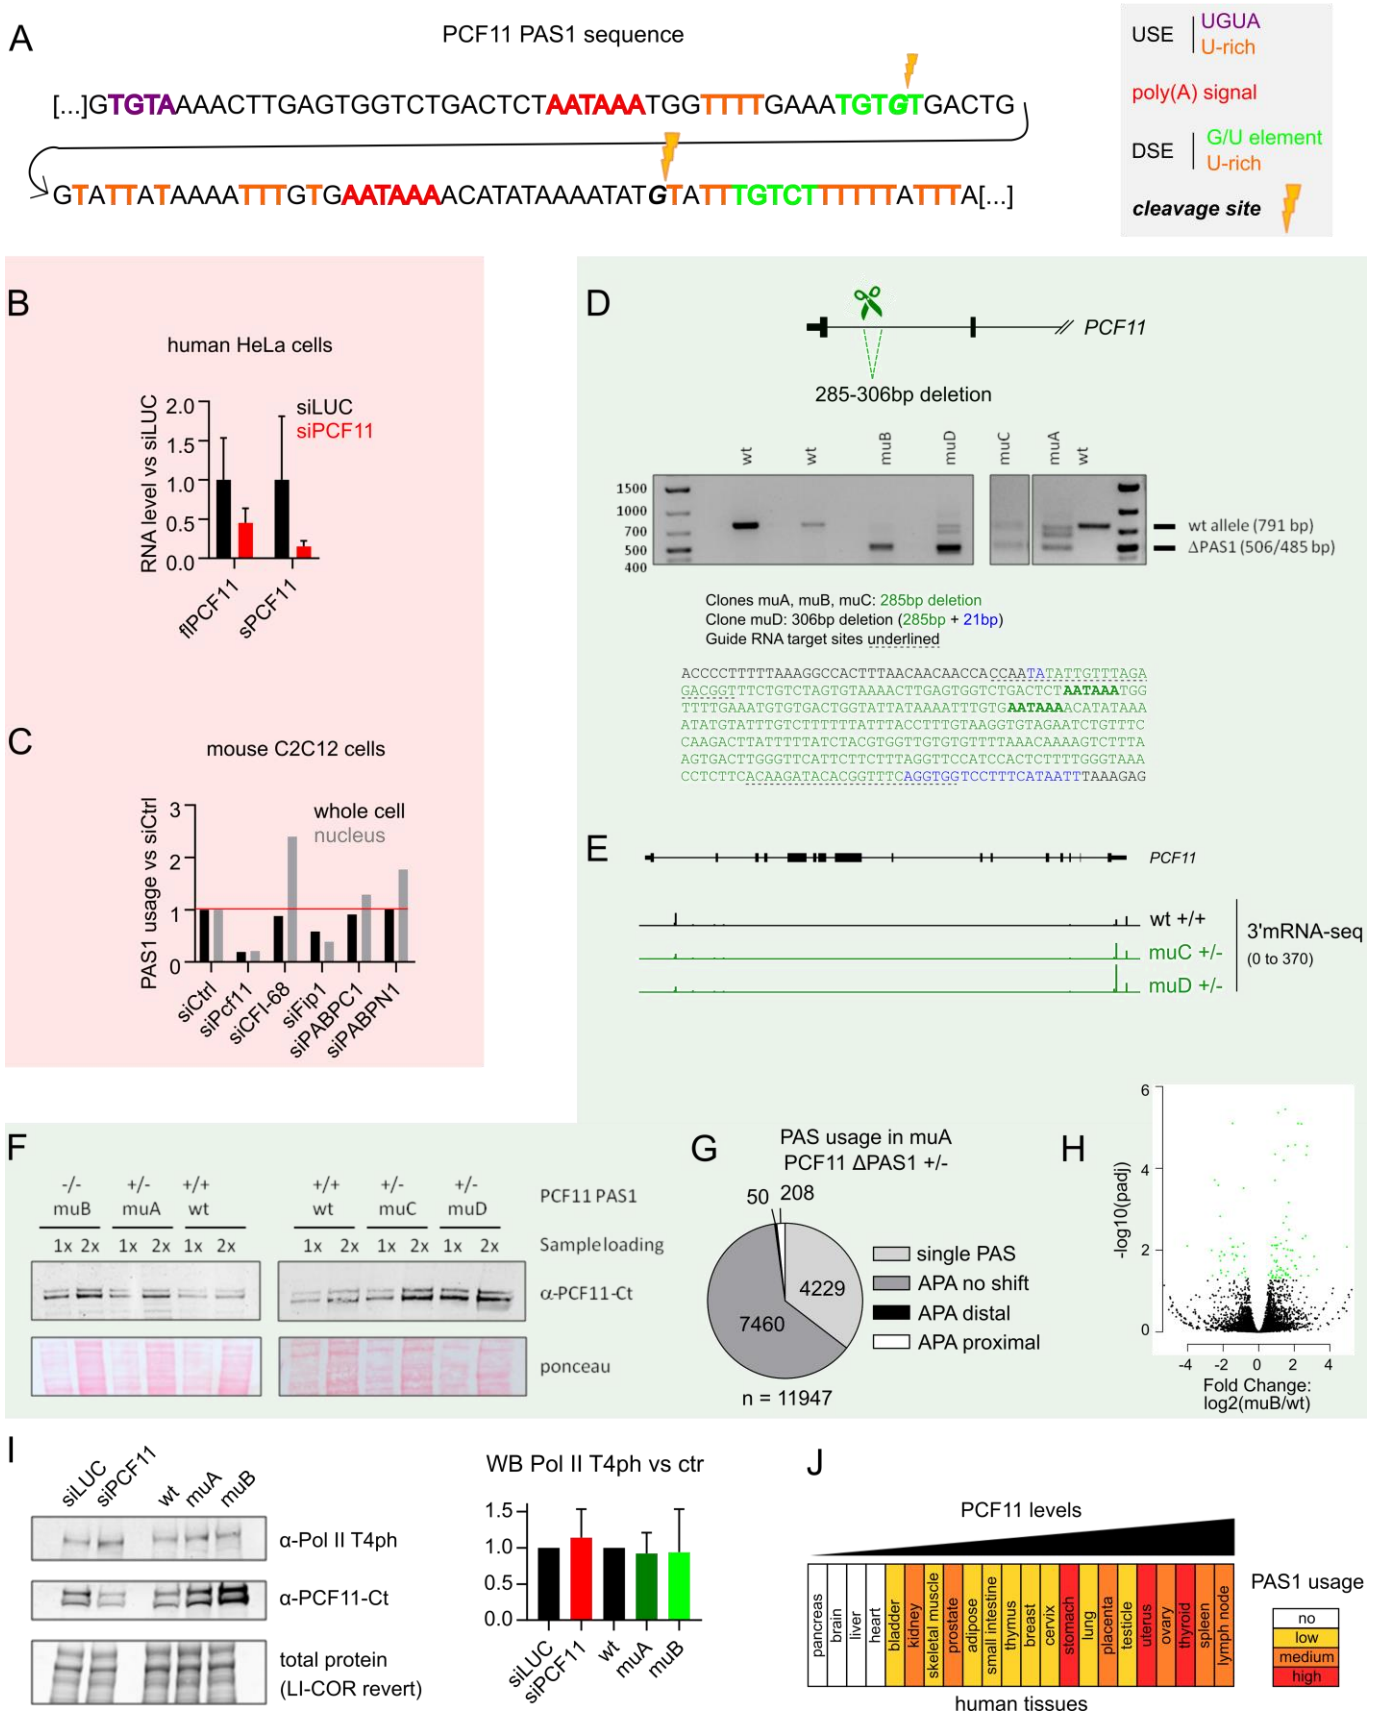 A
PCF11 PAS1 sequence
[...]GTGTAAAACTTGAGTGGTCTGACTCTAATAAATGGTTTTGAAATGTGTGACTG
GTATTATAAAATTTGTGAATAAAACATATAAAATATGTATTTGTCTTTTTTATTTA[...]
USE
UGUA
U-rich
poly(A) signal
DSE
G/U element
U-rich
cleavage site
B
human HeLa cells
RNA level vs siLUC
2.0
1.5
1.0
0.5
0.0
siLUC
siPCF11
flPCF11
sPCF11
C
mouse C2C12 cells
PAS1 usage vs siCtrl
3
2
1
0
whole cell
nucleus
siCtrl
siPcf11
siCFI-68
siFip1
siPABPC1
siPABPN1
D
PCF11
285-306bp deletion
wt
wt
muB
muD
muC
muA
wt
1500
1000
700
500
400
wt allele (791 bp)
ΔPAS1 (506/485 bp)
Clones muA, muB, muC: 285bp deletion
Clone muD: 306bp deletion (285bp + 21bp)
Guide RNA target sites underlined
ACCCCTTTTTAAAGGCCACTTTAACAACAACCACCAATATATTGTTTAGA
GACGGTTTCTGTCTAGTGTAAAACTTGAGTGGTCTGACTCTAATAAATGG
TTTTGAAATGTGTGACTGGTATTATAAAATTTGTGAATAAAACATATAAA
ATATGTATTTGTCTTTTTTATTTACCTTTGTAAGGTGTAGAATCTGTTTC
CAAGACTTATTTTTATCTACGTGGTTGTGTGTTTTAAACAAAAGTCTTTA
AGTGACTTGGGTTCATTCTTCTTTAGGTTCCATCCACTCTTTTGGGTAAA
CCTCTTCACAAGATACACGGTTTCAGGTGGTCCTTTCATAATTTTAAAGAG
E
PCF11
wt +/+
muC +/-
muD +/-
3'mRNA-seq
(0 to 370)
F
-/-
muB
+/-
muA
+/+
wt
+/+
wt
+/-
muC
+/-
muD
PCF11 PAS1
1x 2x 1x 2x 1x 2x 1x 2x 1x 2x 1x 2x
Sample loading
α-PCF11-Ct
ponceau
G
PAS usage in muA
PCF11 ΔPAS1 +/-
50 208
4229
7460
n = 11947
single PAS
APA no shift
APA distal
APA proximal
H
-log10(padj)
6
4
2
0
-4 -2 0 2 4
Fold Change:
log2(muB/wt)
I
siLUC
siPCF11
wt
muA
muB
α-Pol II T4ph
α-PCF11-Ct
total protein
(LI-COR revert)
WB Pol II T4ph vs ctr
1.5
1.0
0.5
0.0
siLUC
siPCF11
wt
muA
muB
J
PCF11 levels
pancreas
brain
liver
heart
bladder
kidney
skeletal muscle
prostate
adipose
small intestine
thymus
breast
cervix
stomach
lung
placenta
testicle
uterus
ovary
thyroid
spleen
lymph node
human tissues
PAS1 usage
no
low
medium
high